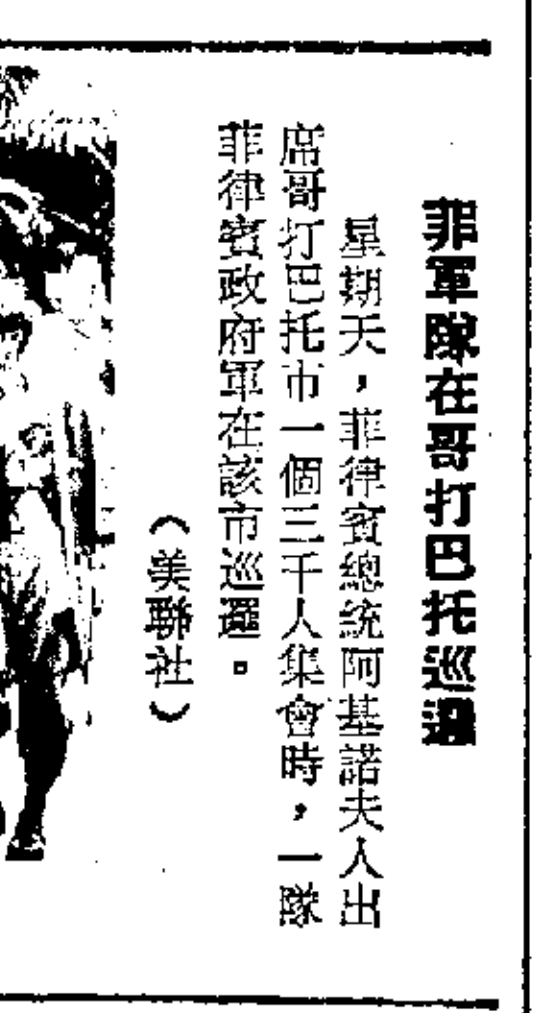 菲軍隊在哥打巴托巡邏
星期天，菲律賓總統阿基諾夫人出
席哥打巴托市一個三千人集會時，一隊
菲律賓政府軍在該市巡邏。
（美聯社）